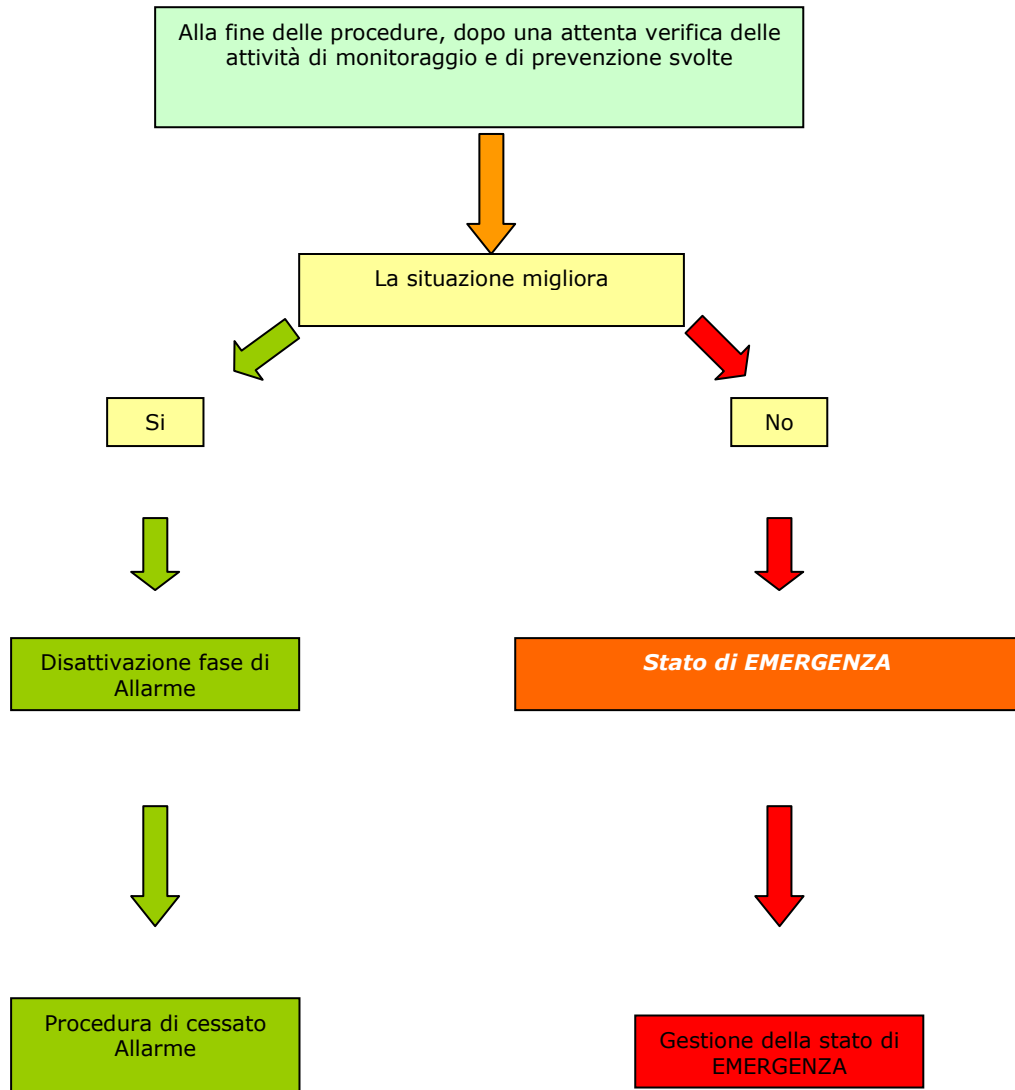 Alla fine delle procedure, dopo una attenta verifica delle
attività di monitoraggio e di prevenzione svolte
La situazione migliora
Si
No
Disattivazione fase di
Allarme
Stato di EMERGENZA
Procedura di cessato
Allarme
Gestione della stato di
EMERGENZA